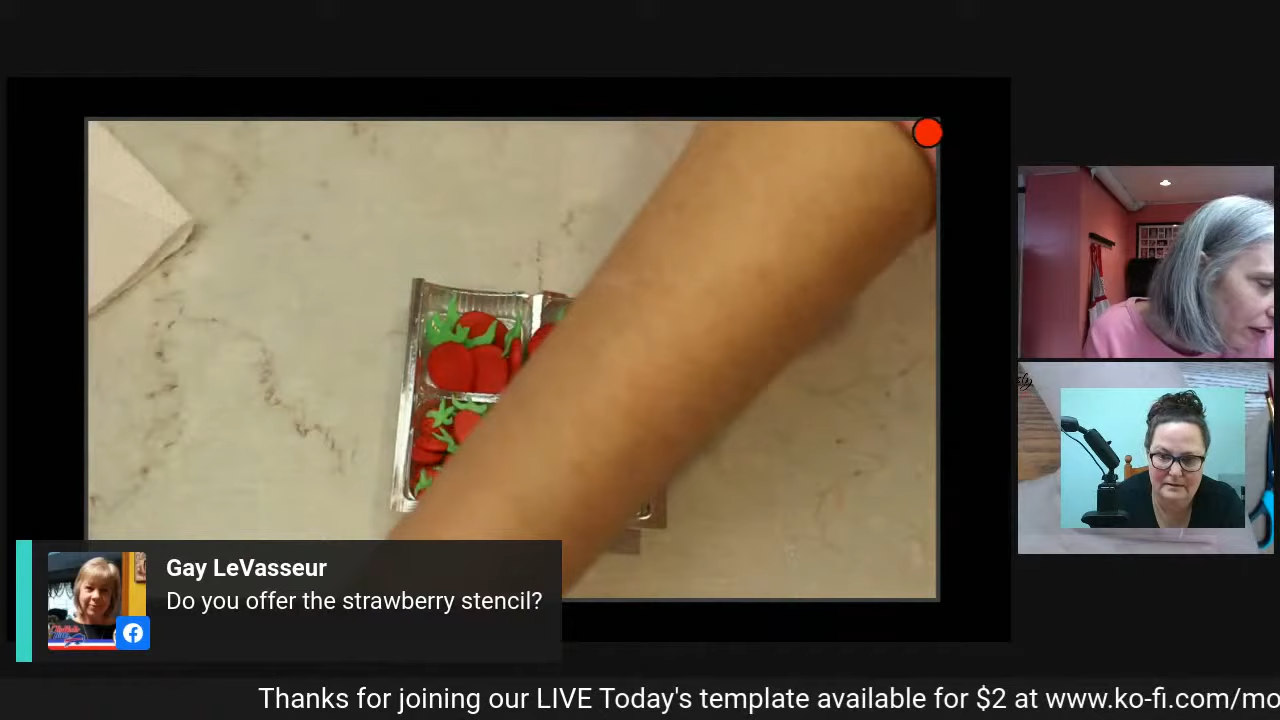 Gay LeVasseur
Do you offer the strawberry stencil?
Thanks for joining our LIVE Today's template available for $2 at www.ko-fi.com/mo